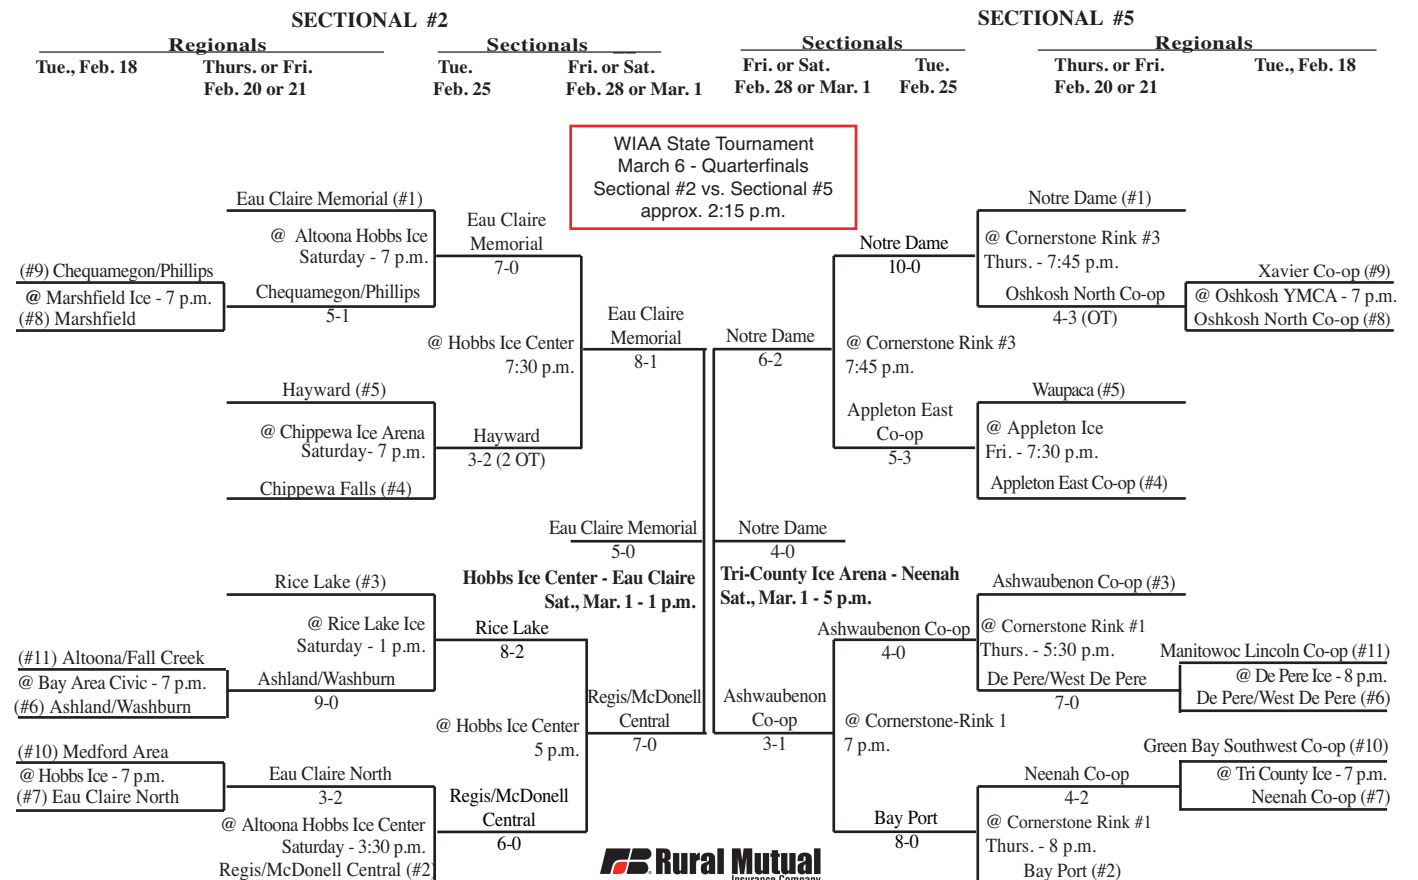 SECTIONAL #2
SECTIONAL #5
Regionals
Sectionals
Sectionals
Regionals
Tue., Feb. 18
Thurs. or Fri.
Feb. 20 or 21
Tue.
Feb. 25
Fri. or Sat.
Feb. 28 or Mar. 1
Fri. or Sat.
Feb. 28 or Mar. 1
Tue.
Feb. 25
Thurs. or Fri.
Feb. 20 or 21
Tue., Feb. 18
WIAA State Tournament
March 6 - Quarterfinals
Sectional #2 vs. Sectional #5
approx. 2:15 p.m.
Eau Claire Memorial (#1)
@ Altoona Hobbs Ice
Saturday - 7 p.m.
(#9) Chequamegon/Phillips
@ Marshfield Ice - 7 p.m.
(#8) Marshfield
Chequamegon/Phillips
5-1
Eau Claire
Memorial
7-0
@ Hobbs Ice Center
7:30 p.m.
Eau Claire
Memorial
8-1
Hayward (#5)
@ Chippewa Ice Arena
Saturday- 7 p.m.
Chippewa Falls (#4)
Hayward
3-2 (2 OT)
Eau Claire Memorial
5-0
Hobbs Ice Center - Eau Claire
Sat., Mar. 1 - 1 p.m.
Rice Lake (#3)
@ Rice Lake Ice
Saturday - 1 p.m.
(#11) Altoona/Fall Creek
@ Bay Area Civic - 7 p.m.
(#6) Ashland/Washburn
Ashland/Washburn
9-0
Rice Lake
8-2
@ Hobbs Ice Center
5 p.m.
Regis/McDonell
Central
7-0
(#10) Medford Area
@ Hobbs Ice - 7 p.m.
(#7) Eau Claire North
Eau Claire North
3-2
@ Altoona Hobbs Ice Center
Saturday - 3:30 p.m.
Regis/McDonell Central (#2)
Regis/McDonell
Central
6-0
Notre Dame (#1)
@ Cornerstone Rink #3
Thurs. - 7:45 p.m.
Xavier Co-op (#9)
@ Oshkosh YMCA - 7 p.m.
Oshkosh North Co-op (#8)
Oshkosh North Co-op
4-3 (OT)
Notre Dame
10-0
@ Cornerstone Rink #3
7:45 p.m.
Notre Dame
6-2
Waupaca (#5)
@ Appleton Ice
Fri. - 7:30 p.m.
Appleton East Co-op (#4)
Appleton East
Co-op
5-3
Notre Dame
4-0
Tri-County Ice Arena - Neenah
Sat., Mar. 1 - 5 p.m.
Ashwaubenon Co-op (#3)
@ Cornerstone Rink #1
Thurs. - 5:30 p.m.
Manitowoc Lincoln Co-op (#11)
@ De Pere Ice - 8 p.m.
De Pere/West De Pere (#6)
De Pere/West De Pere
7-0
Ashwaubenon Co-op
4-0
@ Cornerstone-Rink 1
7 p.m.
Ashwaubenon
Co-op
3-1
Green Bay Southwest Co-op (#10)
@ Tri County Ice - 7 p.m.
Neenah Co-op (#7)
Neenah Co-op
4-2
@ Cornerstone Rink #1
Thurs. - 8 p.m.
Bay Port (#2)
Bay Port
8-0
Rural Mutual
Insurance Company